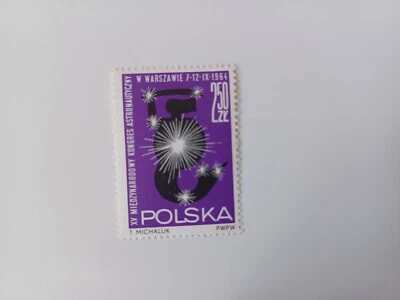 XV MIĘDZYNARODOWY KONGRES ASTRONAUTYCZNY
W WARSZAWIE 7-12-IX-1964
2,50 ZŁ
POLSKA
T. MICHALUK PWPW